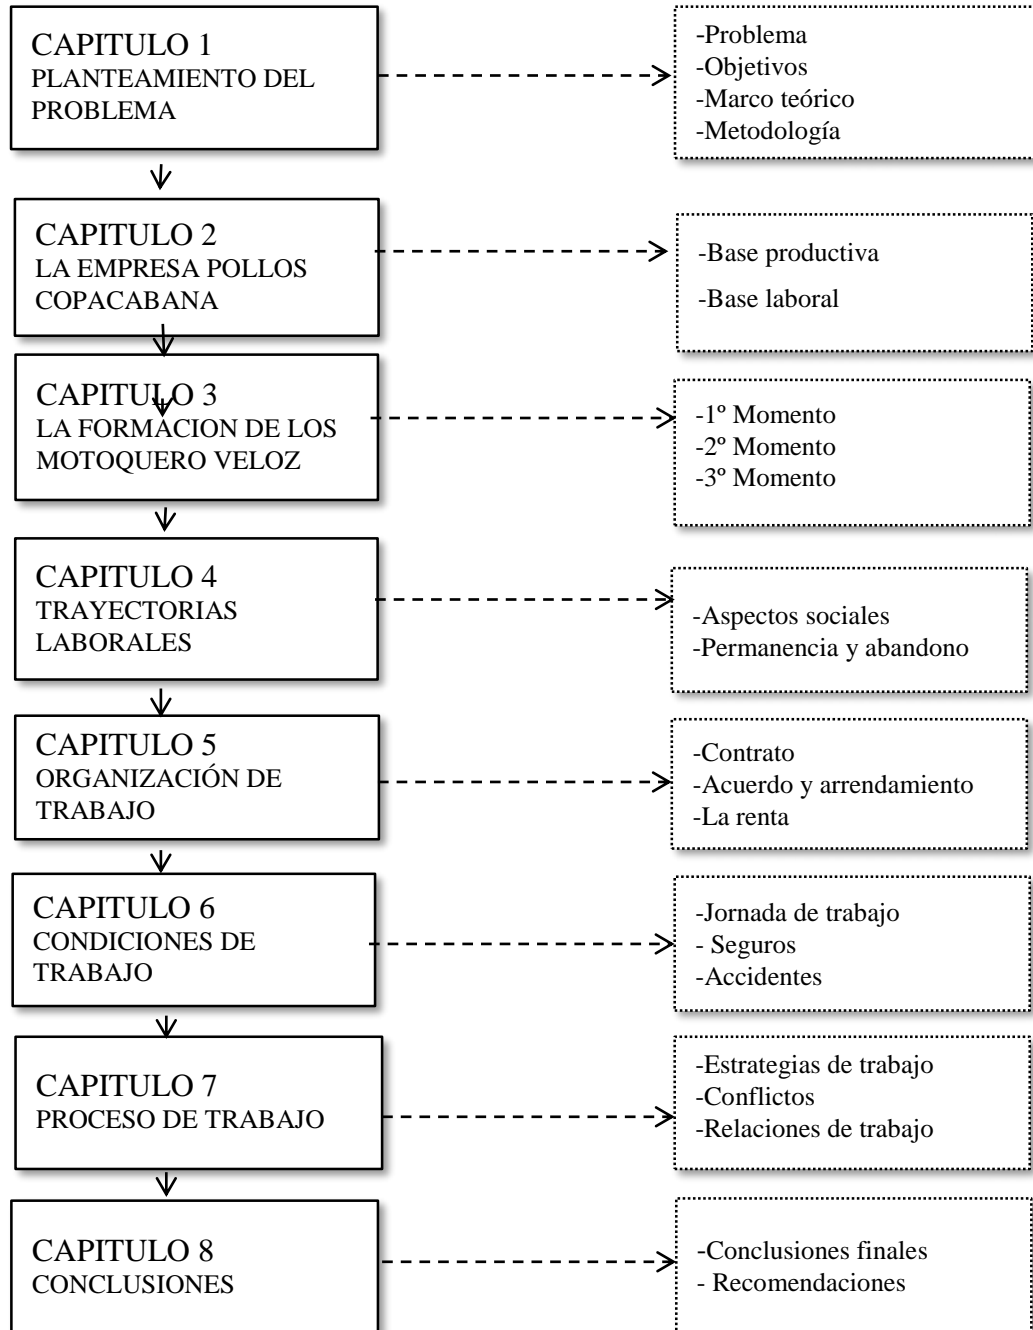 CAPITULO 1
PLANTEAMIENTO DEL
PROBLEMA
-Problema
-Objetivos
-Marco teórico
-Metodología
CAPITULO 2
LA EMPRESA POLLOS
COPACABANA
-Base productiva
-Base laboral
CAPITULO 3
LA FORMACION DE LOS
MOTOQUERO VELOZ
-1º Momento
-2º Momento
-3º Momento
CAPITULO 4
TRAYECTORIAS
LABORALES
-Aspectos sociales
-Permanencia y abandono
CAPITULO 5
ORGANIZACIÓN DE
TRABAJO
-Contrato
-Acuerdo y arrendamiento
-La renta
CAPITULO 6
CONDICIONES DE
TRABAJO
-Jornada de trabajo
- Seguros
-Accidentes
CAPITULO 7
PROCESO DE TRABAJO
-Estrategias de trabajo
-Conflictos
-Relaciones de trabajo
CAPITULO 8
CONCLUSIONES
-Conclusiones finales
- Recomendaciones